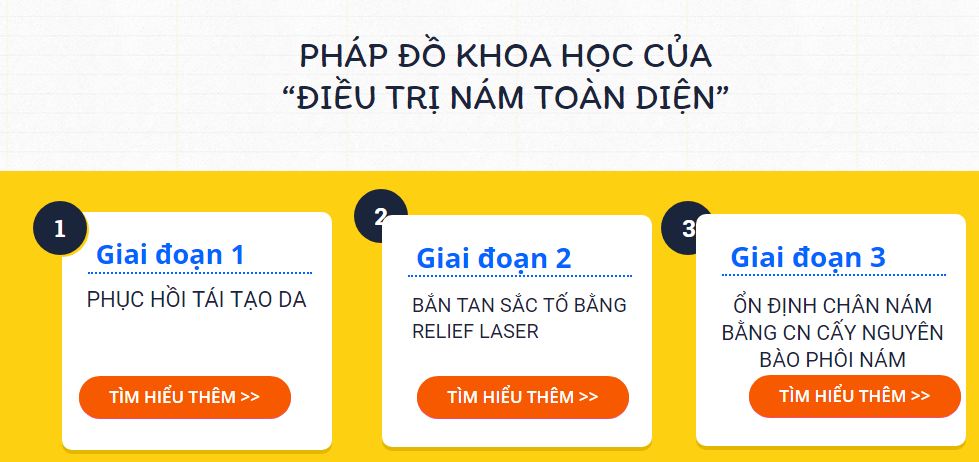 PHÁP ĐỒ KHOA HỌC CỦA
“ĐIỀU TRỊ NÁM TOÀN DIỆN”
1
Giai đoạn 1
PHỤC HỒI TÁI TẠO DA
TÌM HIỂU THÊM >>
2
Giai đoạn 2
BẮN TAN SẮC TỐ BẰNG
RELIEF LASER
TÌM HIỂU THÊM >>
3
Giai đoạn 3
ỔN ĐỊNH CHÂN NÁM
BẰNG CN CẤY NGUYÊN
BÀO PHÔI NÁM
TÌM HIỂU THÊM >>